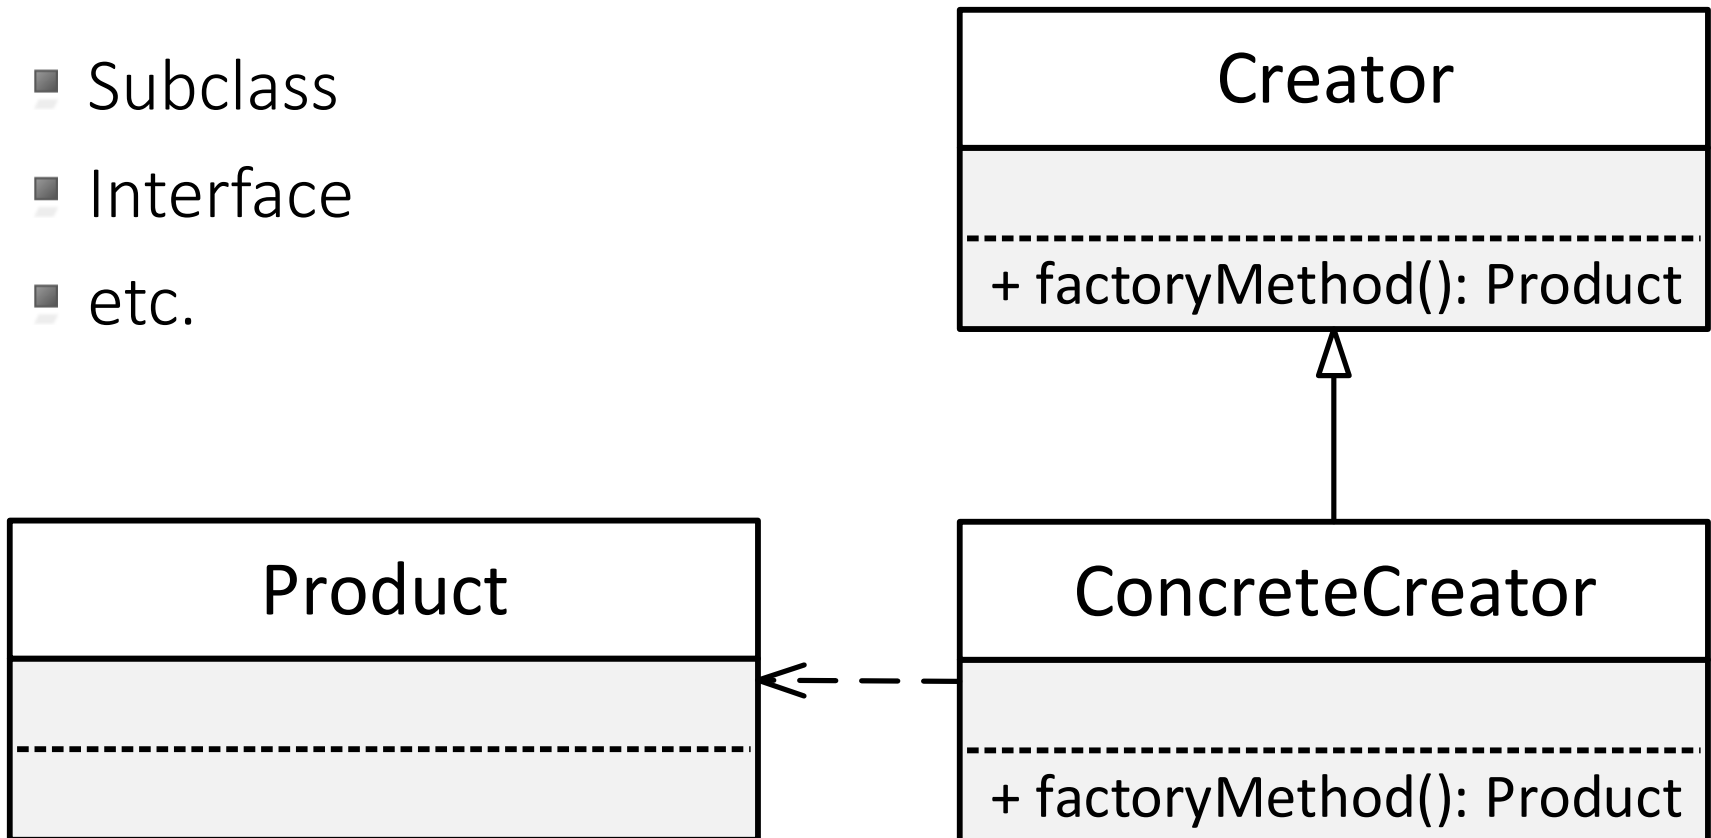 Subclass
Interface
etc.
Creator
+ factoryMethod(): Product
Product
ConcreteCreator
+ factoryMethod(): Product